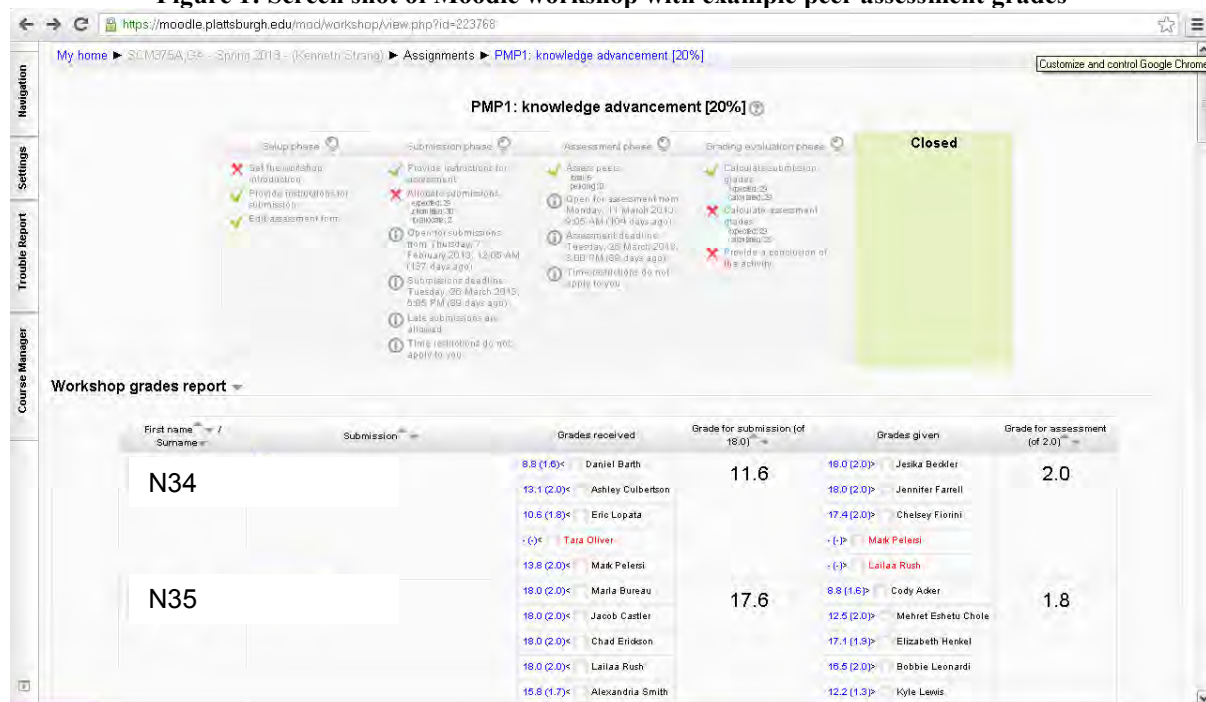 Figure 1: Screen shot of Moodle workshop with example peer assessment grades
https://moodle.plattsburgh.edu/mod/workshop/view.php?id=223768
My home ► SCM375A,G# - Spring 2013 - (Kenneth Strang) ► Assignments ► PMP1: knowledge advancement [20%]
Customize and control Google Chrome
Navigation
Settings
Trouble Report
Course Manager
PMP1: knowledge advancement [20%]
Setup phase
Set the workshop
introduction
Provide instructions for
submission
Edit assessment form
Submission phase
Provide instructions for
assessment
Allocate submissions
expected: 29
Open for submissions
from Thursday, 7
February 2013, 12:05 AM
(137 days ago)
Submissions deadline:
Tuesday, 26 March 2013,
5:05 PM (89 days ago)
Late submissions are
allowed
Time restrictions do not
apply to you
Assessment phase
Assess peers
Open for assessment from
Monday, 11 March 2013,
9:05 AM (104 days ago)
Assessment deadline:
Tuesday, 26 March 2013,
5:00 PM (89 days ago)
Time restrictions do not
apply to you
Grading evaluation phase
Calculate submission
grades
expected: 29
Calculate assessment
grades
Provide a conclusion of
the activity
Closed
Workshop grades report
First name / Surname
Submission
Grades received
Grade for submission (of 18.0)
Grades given
Grade for assessment (of 2.0)
N34
8.8 (1.6)< Daniel Barth
11.6
18.0 (2.0)> Jesika Beckler
2.0
13.1 (2.0)< Ashley Culbertson
18.0 (2.0)> Jennifer Farrell
10.6 (1.8)< Eric Lopata
17.4 (2.0)> Chelsey Fiorini
- (-)< Tara Oliver
- (-)> Mark Pelersi
13.8 (2.0)< Mark Pelersi
- (-)> Lailaa Rush
N35
18.0 (2.0)< Marla Bureau
17.6
8.8 (1.6)> Cody Acker
1.8
18.0 (2.0)< Jacob Castler
12.5 (2.0)> Mehret Eshetu Chole
18.0 (2.0)< Chad Erickson
17.1 (1.9)> Elizabeth Henkel
18.0 (2.0)< Lailaa Rush
16.5 (2.0)> Bobbie Leonardi
15.8 (1.7)< Alexandria Smith
12.2 (1.3)> Kyle Lewis